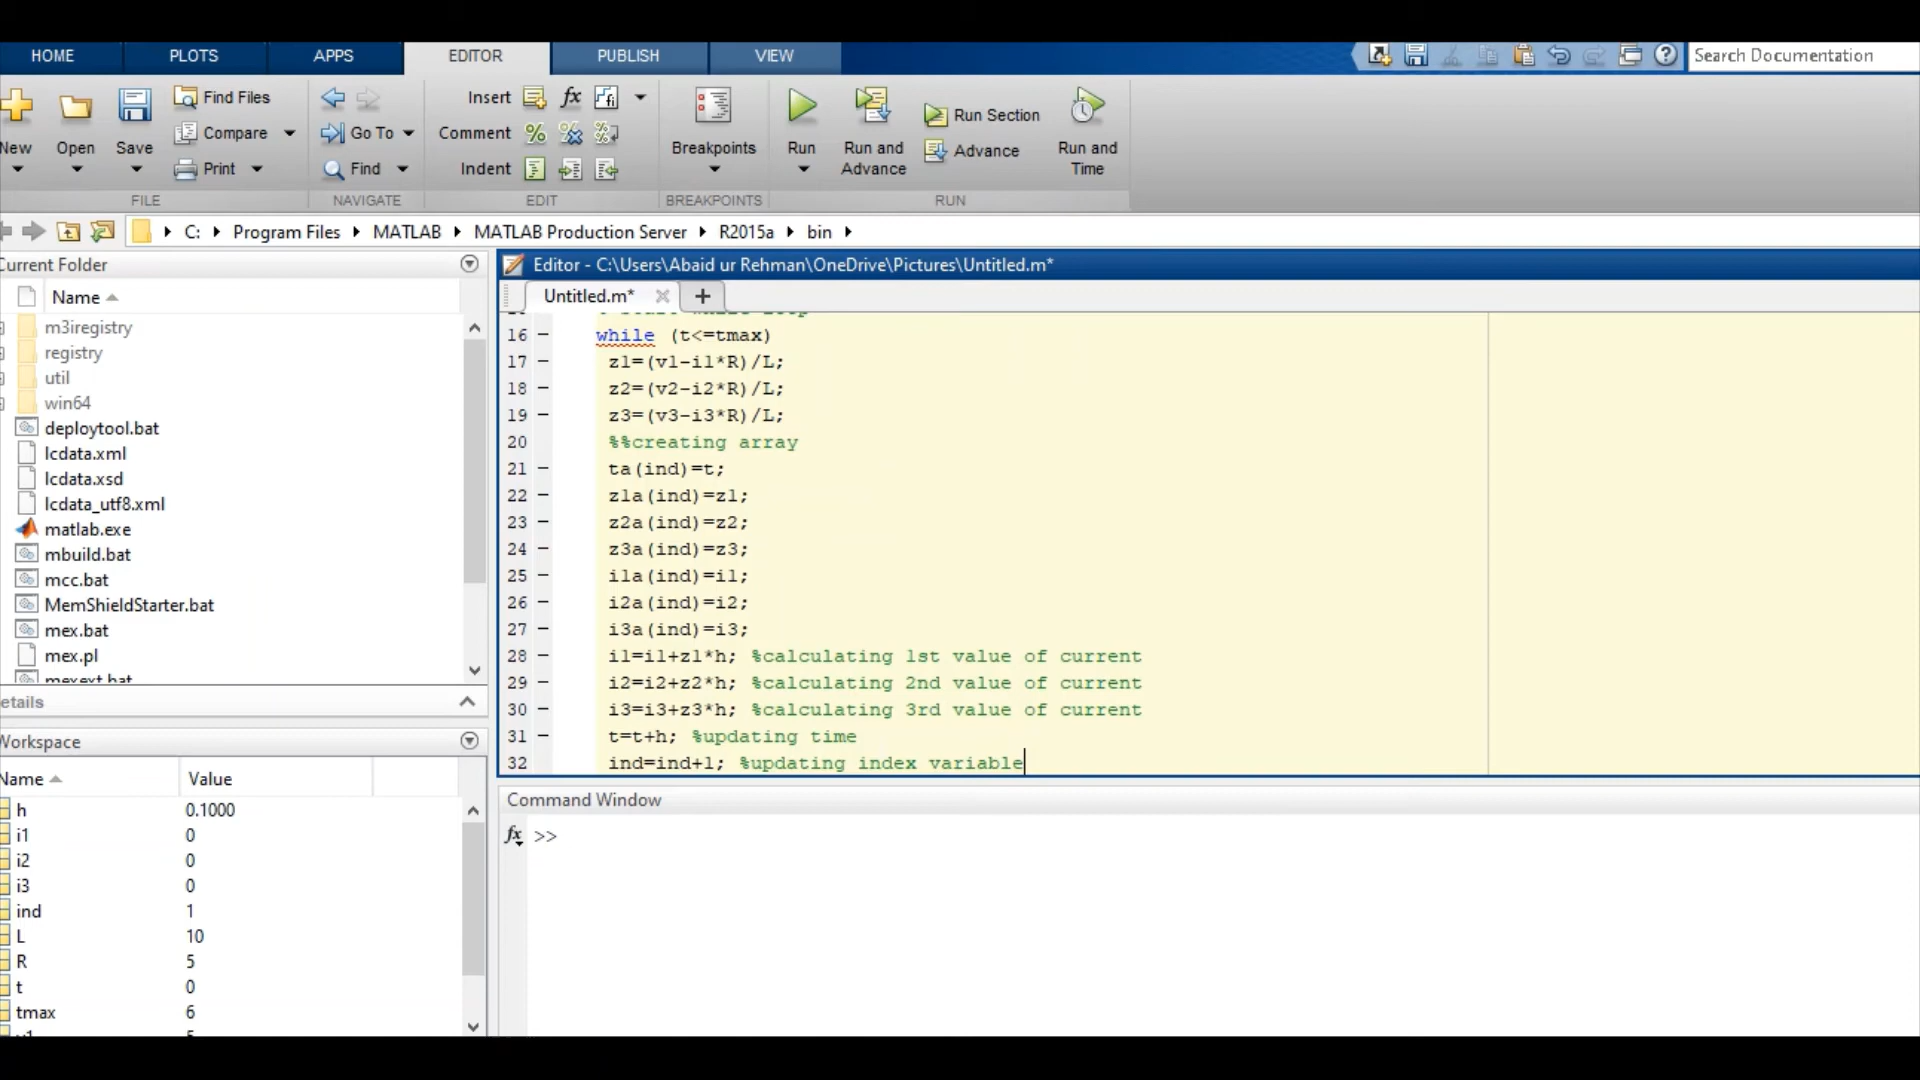 HOME PLOTS APPS EDITOR PUBLISH VIEW Search Documentation
New Open Save Find Files Compare Print
FILE
Go To Find
NAVIGATE
Insert fx fi
Comment % % %
Indent
EDIT
Breakpoints
BREAKPOINTS
Run Run and Advance Run Section Advance Run and Time
RUN
C: Program Files MATLAB MATLAB Production Server R2015a bin
Current Folder
Name
m3iregistry
registry
util
win64
deploytool.bat
lcdata.xml
lcdata.xsd
lcdata_utf8.xml
matlab.exe
mbuild.bat
mcc.bat
MemShieldStarter.bat
mex.bat
mex.pl
mexext.bat
etails
Workspace
Name Value
h 0.1000
i1 0
i2 0
i3 0
ind 1
L 10
R 5
t 0
tmax 6
v1 5
Editor - C:\Users\Abaid ur Rehman\OneDrive\Pictures\Untitled.m*
Untitled.m* +
16 – while (t<=tmax)
17 – z1=(v1-i1*R)/L;
18 – z2=(v2-i2*R)/L;
19 – z3=(v3-i3*R)/L;
20 %%creating array
21 – ta(ind)=t;
22 – z1a(ind)=z1;
23 – z2a(ind)=z2;
24 – z3a(ind)=z3;
25 – i1a(ind)=i1;
26 – i2a(ind)=i2;
27 – i3a(ind)=i3;
28 – i1=i1+z1*h; %calculating 1st value of current
29 – i2=i2+z2*h; %calculating 2nd value of current
30 – i3=i3+z3*h; %calculating 3rd value of current
31 – t=t+h; %updating time
32 ind=ind+1; %updating index variable
Command Window
fx >>